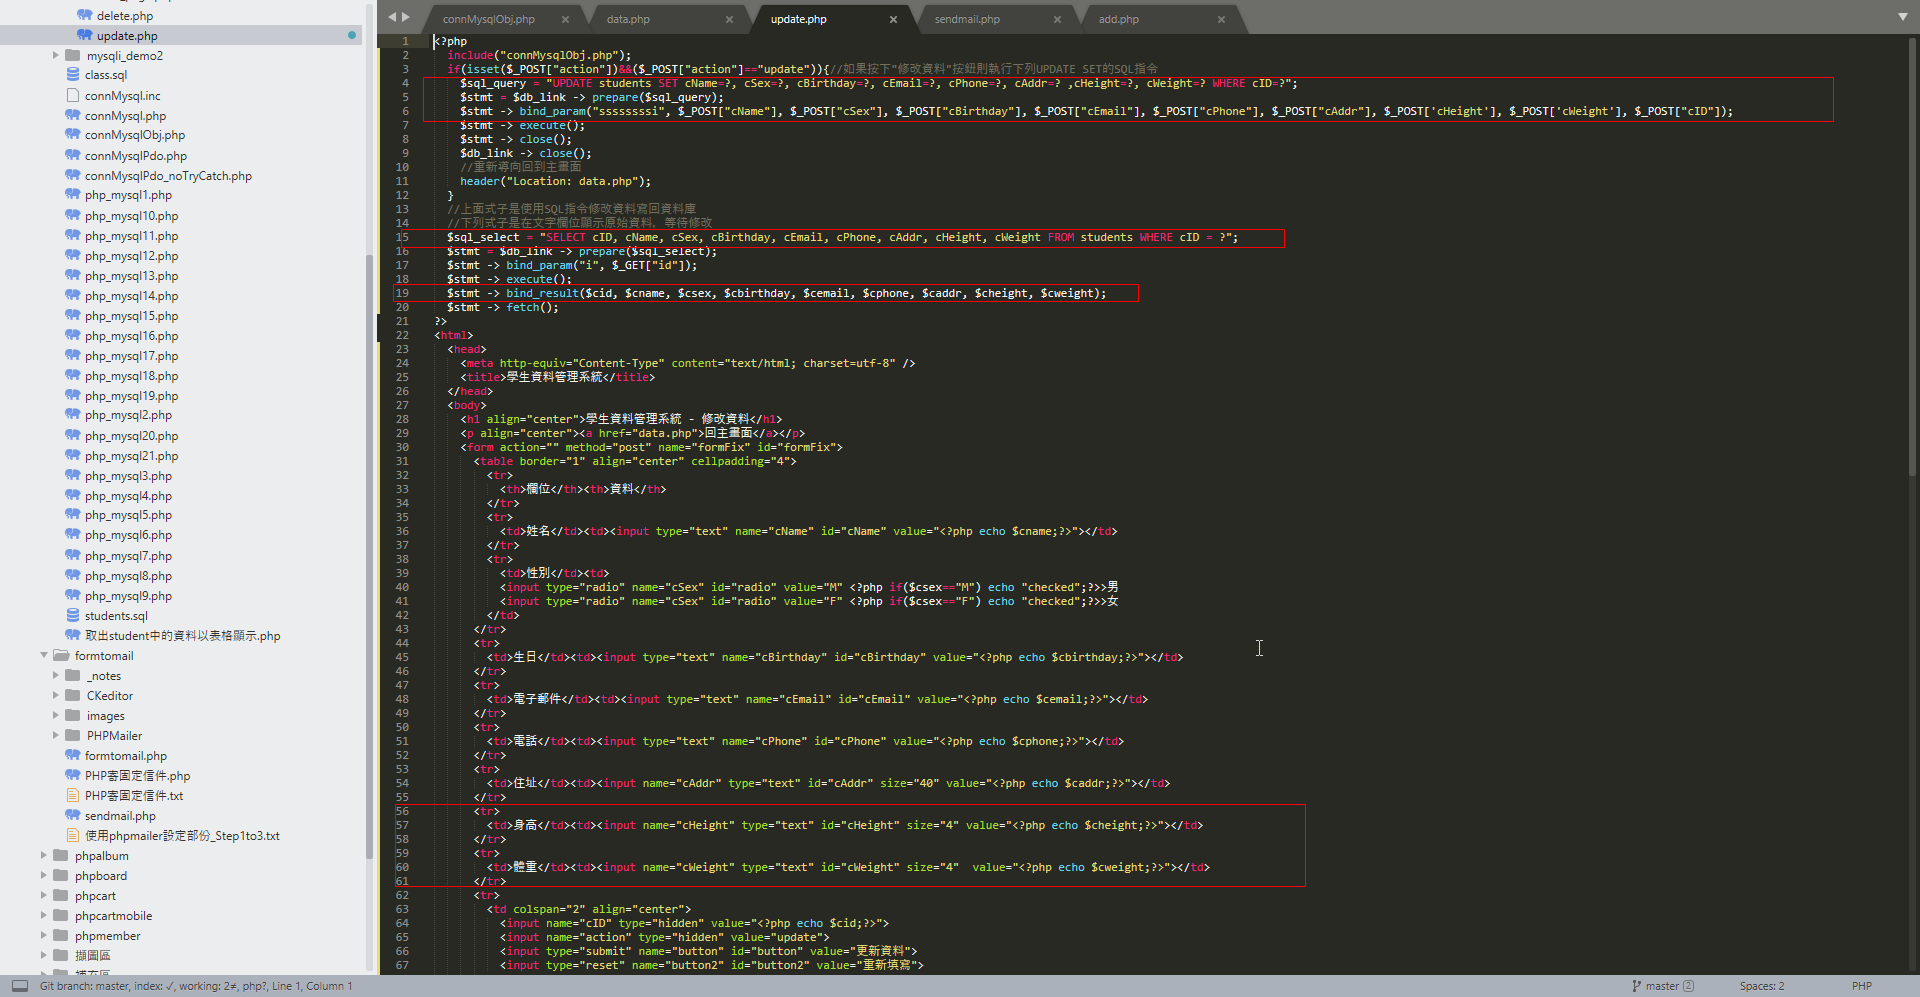 delete.php
update.php
mysqli_demo2
class.sql
connMysql.inc
connMysql.php
connMysqlObj.php
connMysqlPdo.php
connMysqlPdo_noTryCatch.php
php_mysql1.php
php_mysql10.php
php_mysql11.php
php_mysql12.php
php_mysql13.php
php_mysql14.php
php_mysql15.php
php_mysql16.php
php_mysql17.php
php_mysql18.php
php_mysql19.php
php_mysql2.php
php_mysql20.php
php_mysql21.php
php_mysql3.php
php_mysql4.php
php_mysql5.php
php_mysql6.php
php_mysql7.php
php_mysql8.php
php_mysql9.php
students.sql
取出student中的資料以表格顯示.php
formtomail
_notes
CKeditor
images
PHPMailer
formtomail.php
PHP寄固定信件.php
PHP寄固定信件.txt
sendmail.php
使用phpmailer設定部份_Step1to3.txt
phpalbum
phpboard
phpcart
phpcartmobile
phpmember
擷圖區
connMysqlObj.php × data.php × update.php × sendmail.php × add.php ×
1 <?php
2 include("connMysqlObj.php");
3 if(isset($_POST["action"])&&($_POST["action"]=="update")){//如果按下"修改資料"按鈕則執行下列UPDATE SET的SQL指令
4 $sql_query = "UPDATE students SET cName=?, cSex=?, cBirthday=?, cEmail=?, cPhone=?, cAddr=? ,cHeight=?, cWeight=? WHERE cID=?";
5 $stmt = $db_link -> prepare($sql_query);
6 $stmt -> bind_param("ssssssssi", $_POST["cName"], $_POST["cSex"], $_POST["cBirthday"], $_POST["cEmail"], $_POST["cPhone"], $_POST["cAddr"], $_POST['cHeight'], $_POST['cWeight'], $_POST["cID"]);
7 $stmt -> execute();
8 $stmt -> close();
9 $db_link -> close();
10 //重新導向回到主畫面
11 header("Location: data.php");
12 }
13 //上面式子是使用SQL指令修改資料寫回資料庫
14 //下列式子是在文字欄位顯示原始資料, 等待修改
15 $sql_select = "SELECT cID, cName, cSex, cBirthday, cEmail, cPhone, cAddr, cHeight, cWeight FROM students WHERE cID = ?";
16 $stmt = $db_link -> prepare($sql_select);
17 $stmt -> bind_param("i", $_GET["id"]);
18 $stmt -> execute();
19 $stmt -> bind_result($cid, $cname, $csex, $cbirthday, $cemail, $cphone, $caddr, $cheight, $cweight);
20 $stmt -> fetch();
21 ?>
22 <html>
23 <head>
24 <meta http-equiv="Content-Type" content="text/html; charset=utf-8" />
25 <title>學生資料管理系統</title>
26 </head>
27 <body>
28 <h1 align="center">學生資料管理系統 - 修改資料</h1>
29 <p align="center"><a href="data.php">回主畫面</a></p>
30 <form action="" method="post" name="formFix" id="formFix">
31 <table border="1" align="center" cellpadding="4">
32 <tr>
33 <th>欄位</th><th>資料</th>
34 </tr>
35 <tr>
36 <td>姓名</td><td><input type="text" name="cName" id="cName" value="<?php echo $cname;?>"></td>
37 </tr>
38 <tr>
39 <td>性別</td><td>
40 <input type="radio" name="cSex" id="radio" value="M" <?php if($csex=="M") echo "checked";?>>男
41 <input type="radio" name="cSex" id="radio" value="F" <?php if($csex=="F") echo "checked";?>>女
42 </td>
43 </tr>
44 <tr>
45 <td>生日</td><td><input type="text" name="cBirthday" id="cBirthday" value="<?php echo $cbirthday;?>"></td>
46 </tr>
47 <tr>
48 <td>電子郵件</td><td><input type="text" name="cEmail" id="cEmail" value="<?php echo $cemail;?>"></td>
49 </tr>
50 <tr>
51 <td>電話</td><td><input type="text" name="cPhone" id="cPhone" value="<?php echo $cphone;?>"></td>
52 </tr>
53 <tr>
54 <td>住址</td><td><input name="cAddr" type="text" id="cAddr" size="40" value="<?php echo $caddr;?>"></td>
55 </tr>
56 <tr>
57 <td>身高</td><td><input name="cHeight" type="text" id="cHeight" size="4" value="<?php echo $cheight;?>"></td>
58 </tr>
59 <tr>
60 <td>體重</td><td><input name="cWeight" type="text" id="cWeight" size="4"  value="<?php echo $cweight;?>"></td>
61 </tr>
62 <tr>
63 <td colspan="2" align="center">
64 <input name="cID" type="hidden" value="<?php echo $cid;?>">
65 <input name="action" type="hidden" value="update">
66 <input type="submit" name="button" id="button" value="更新資料">
67 <input type="reset" name="button2" id="button2" value="重新填寫">
Git branch: master, index: ✓, working: 2≠, php?, Line 1, Column 1
master 2 Spaces: 2 PHP